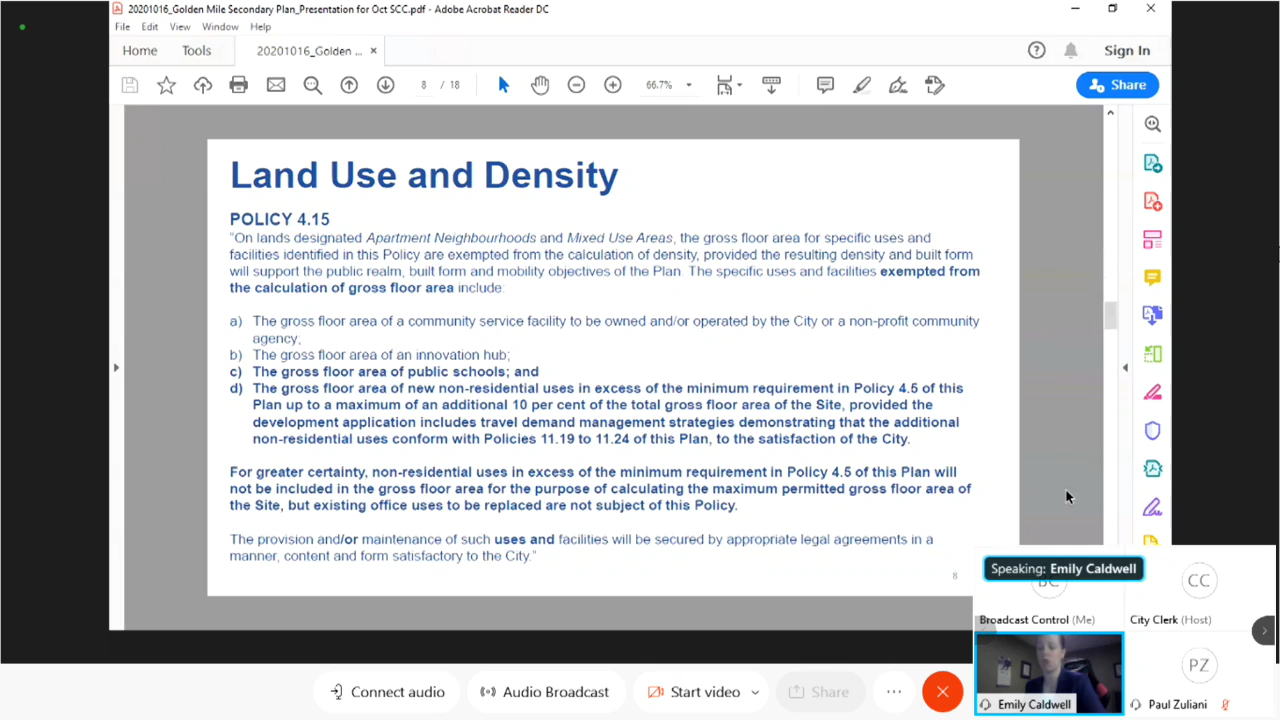 20201016_Golden Mile Secondary Plan_Presentation for Oct SCC.pdf - Adobe Acrobat Reader DC
File Edit View Window Help
Home Tools 20201016_Golden ... × Sign In
8 / 18 66.7% Share
Land Use and Density
POLICY 4.15
"On lands designated Apartment Neighbourhoods and Mixed Use Areas, the gross floor area for specific uses and
facilities identified in this Policy are exempted from the calculation of density, provided the resulting density and built form
will support the public realm, built form and mobility objectives of the Plan. The specific uses and facilities exempted from
the calculation of gross floor area include:
a) The gross floor area of a community service facility to be owned and/or operated by the City or a non-profit community
agency;
b) The gross floor area of an innovation hub;
c) The gross floor area of public schools; and
d) The gross floor area of new non-residential uses in excess of the minimum requirement in Policy 4.5 of this
Plan up to a maximum of an additional 10 per cent of the total gross floor area of the Site, provided the
development application includes travel demand management strategies demonstrating that the additional
non-residential uses conform with Policies 11.19 to 11.24 of this Plan, to the satisfaction of the City.
For greater certainty, non-residential uses in excess of the minimum requirement in Policy 4.5 of this Plan will
not be included in the gross floor area for the purpose of calculating the maximum permitted gross floor area of
the Site, but existing office uses to be replaced are not subject of this Policy.
The provision and/or maintenance of such uses and facilities will be secured by appropriate legal agreements in a
manner, content and form satisfactory to the City."
8
Speaking: Emily Caldwell
BC CC
Broadcast Control (Me) City Clerk (Host)
PZ
Emily Caldwell Paul Zuliani
Connect audio Audio Broadcast Start video Share